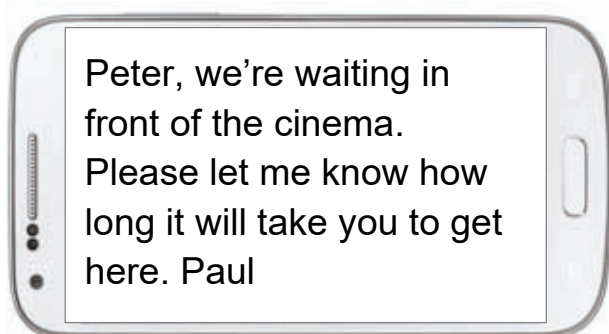 Peter, we’re waiting in
front of the cinema.
Please let me know how
long it will take you to get
here. Paul